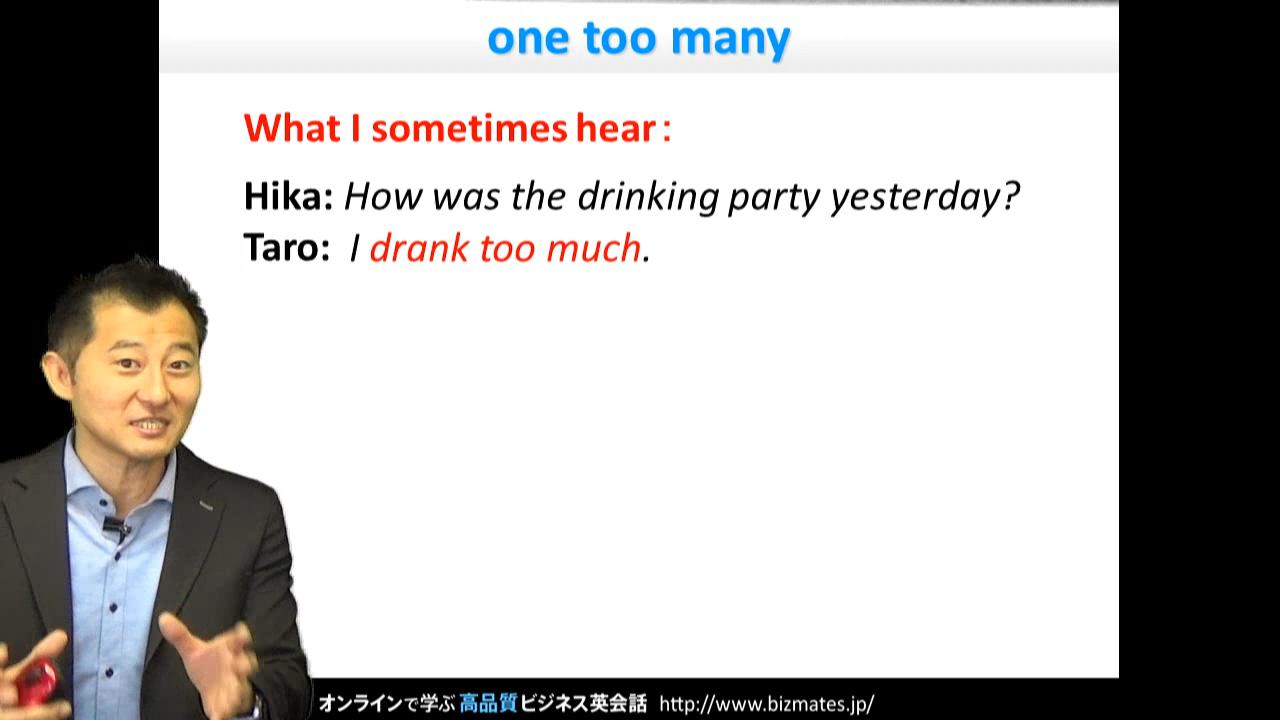 one too many
What I sometimes hear:
Hika: How was the drinking party yesterday?
Taro: I drank too much.
オンラインで学ぶ 高品質 ビジネス英会話 http://www.bizmates.jp/